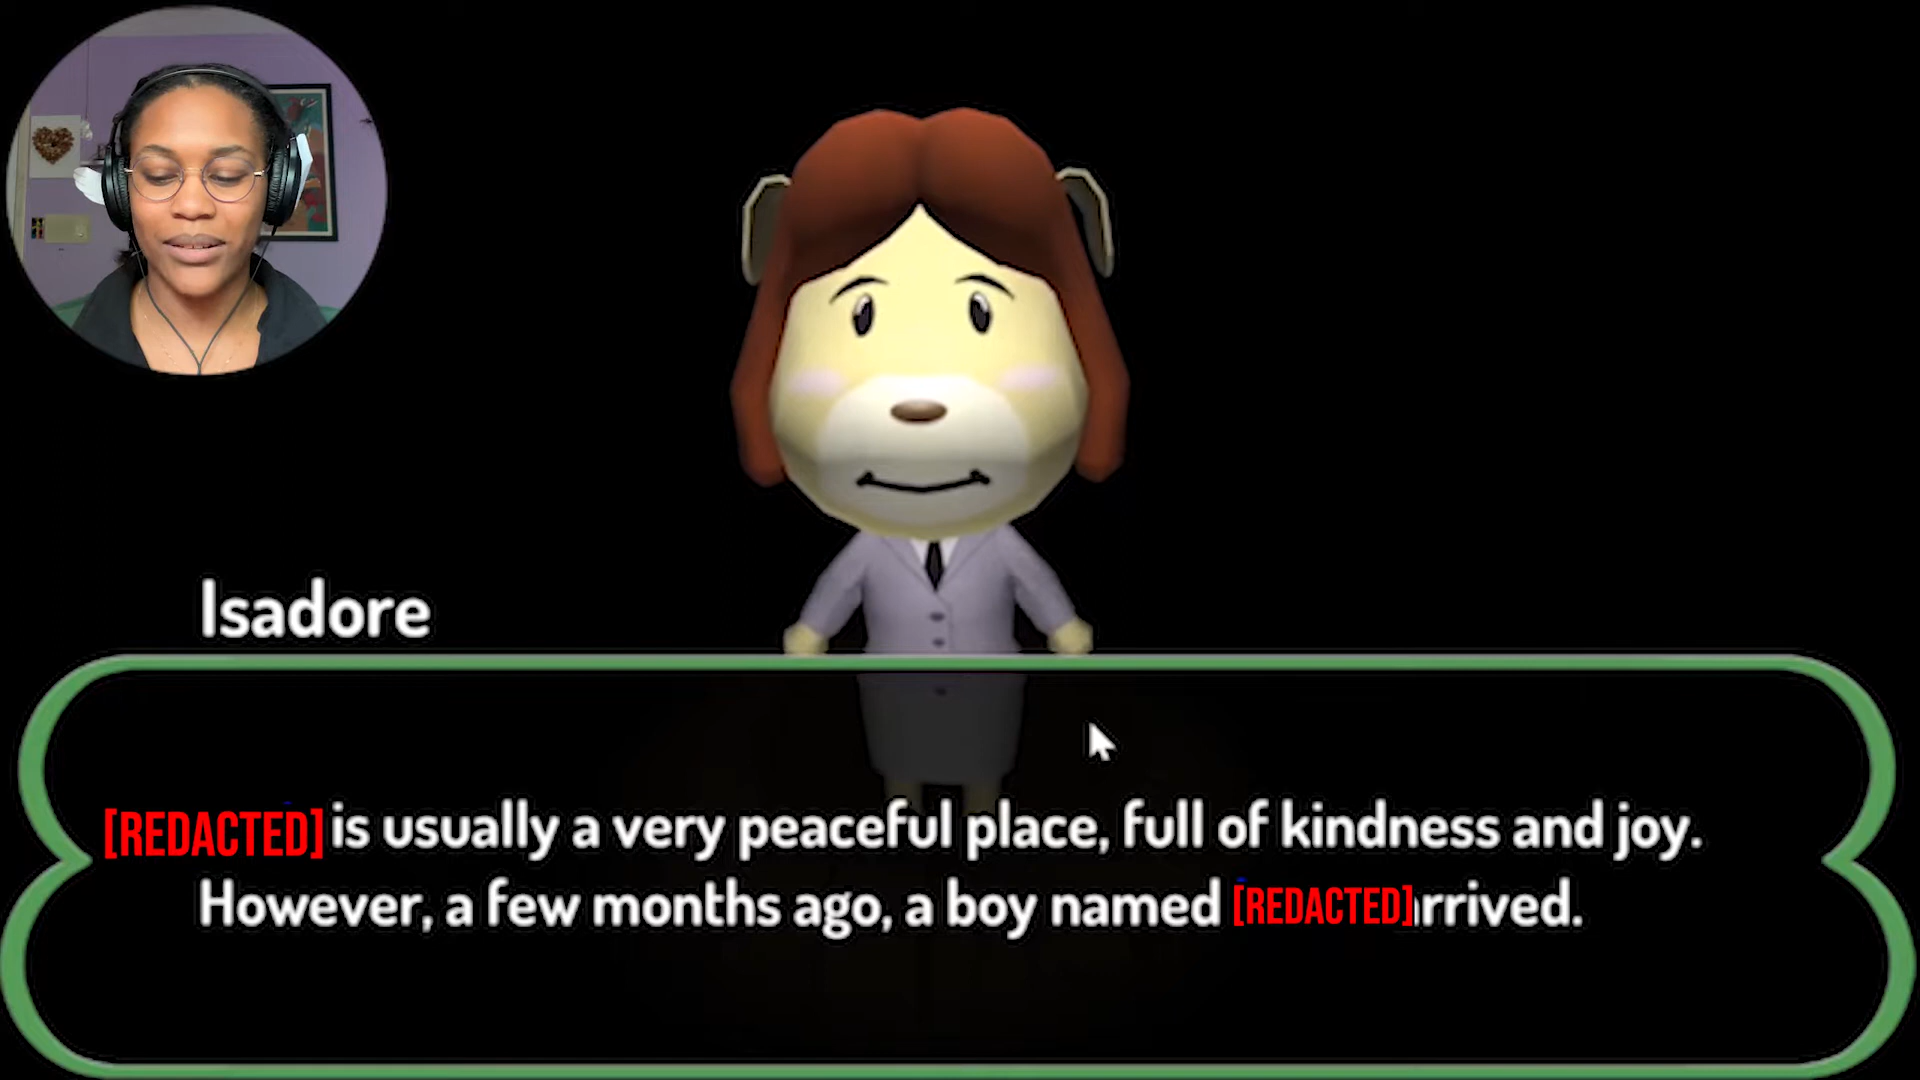 Isadore
[REDACTED] is usually a very peaceful place, full of kindness and joy.
However, a few months ago, a boy named [REDACTED]arrived.